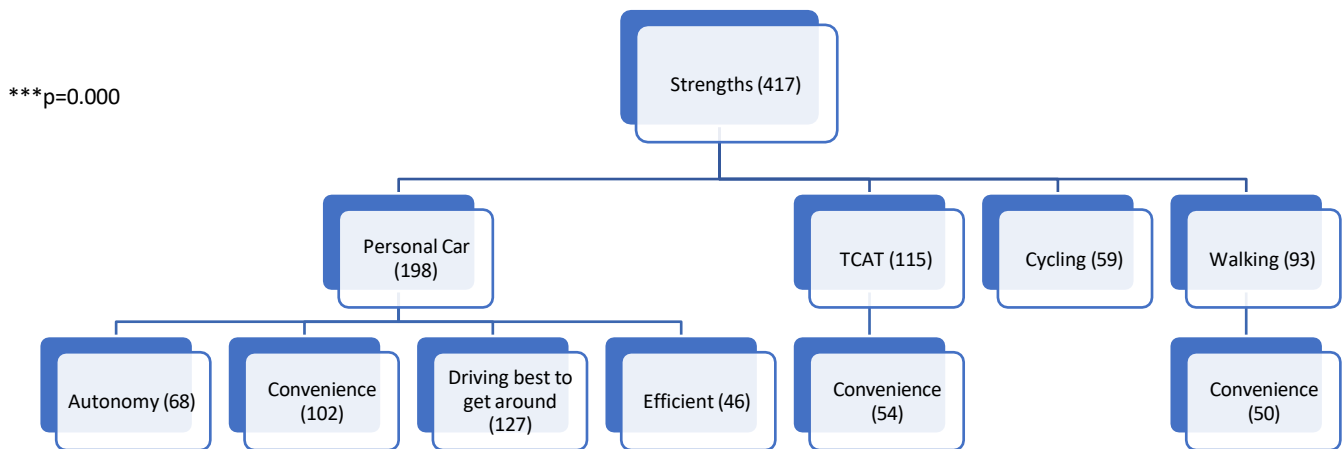 Strengths (417)
***p=0.000
Personal Car
(198)
TCAT (115)
Cycling (59)
Walking (93)
Autonomy (68)
Convenience
(102)
Driving best to
get around
(127)
Efficient (46)
Convenience
(54)
Convenience
(50)